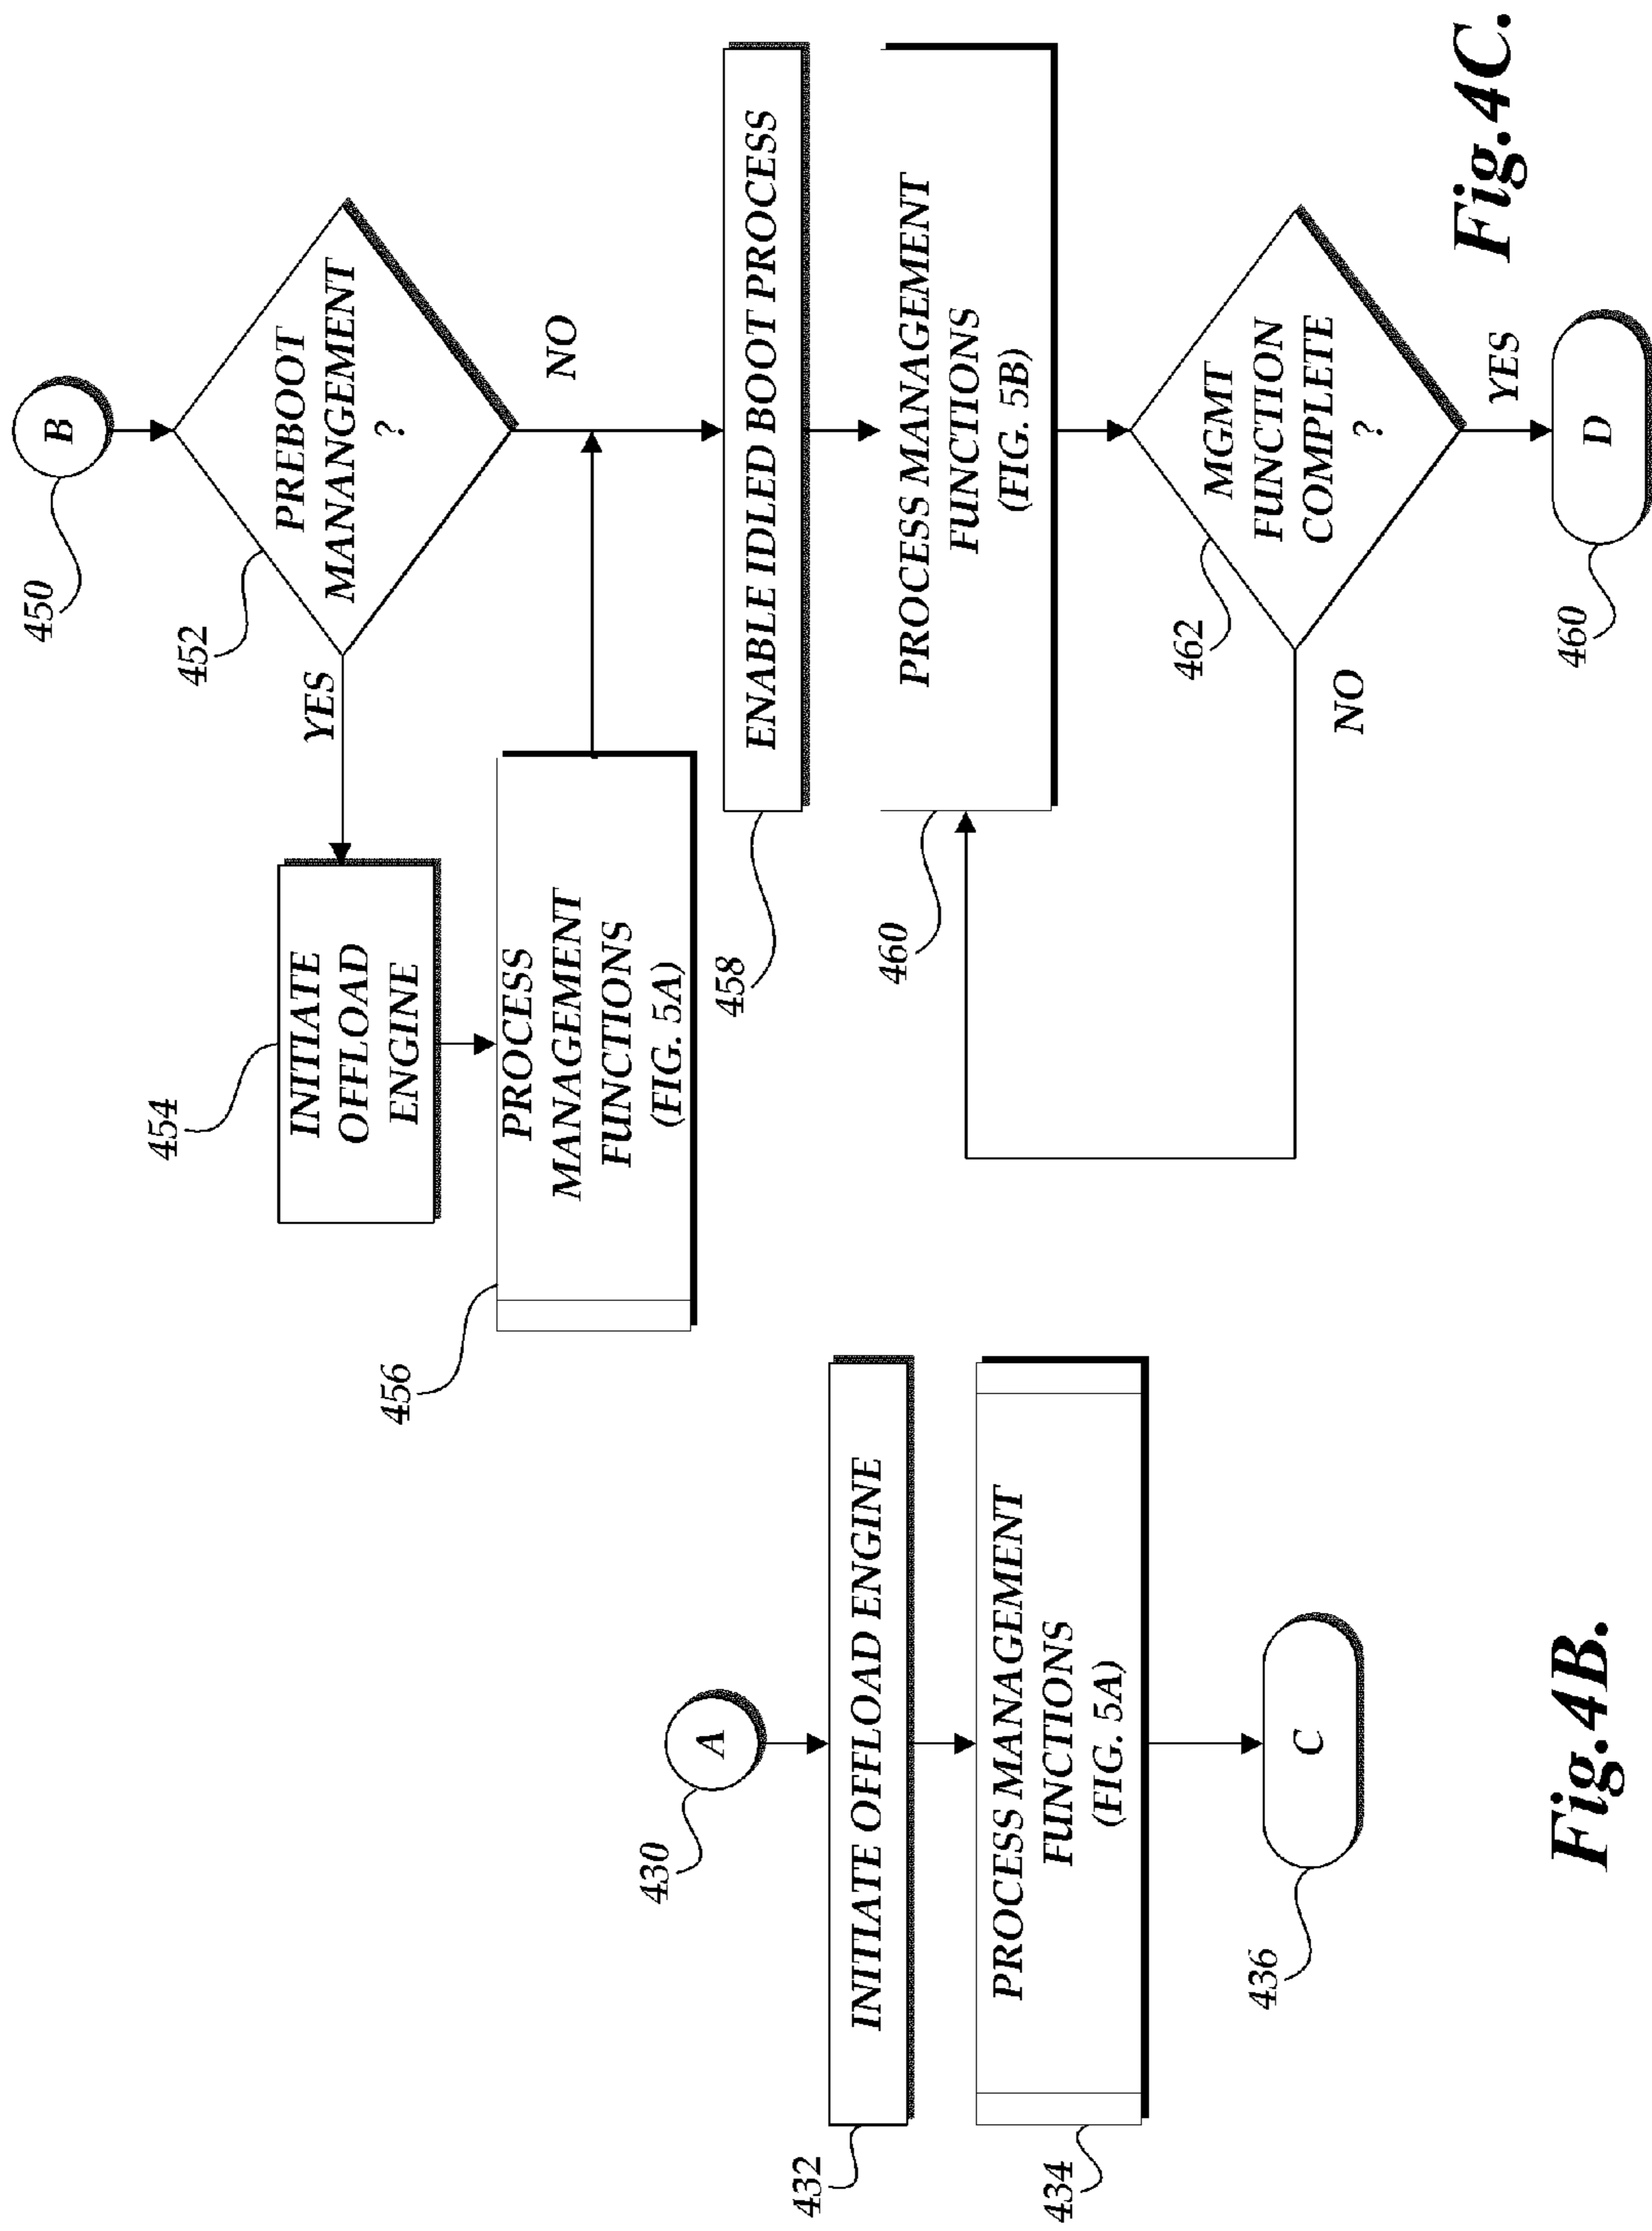 430
A
432
INITIATE OFFLOAD ENGINE
434
PROCESS MANAGEMENT
FUNCTIONS
(FIG. 5A)
436
C
Fig.4B.
450
B
452
PREBOOT
MANANGEMENT
?
YES
NO
454
INITIATE
OFFLOAD
ENGINE
456
PROCESS
MANAGEMENT
FUNCTIONS
(FIG. 5A)
458
ENABLE IDLED BOOT PROCESS
460
PROCESS MANAGEMENT
FUNCTIONS
(FIG. 5B)
462
MGMT
FUNCTION
COMPLETE
?
NO
YES
460
D
Fig.4C.